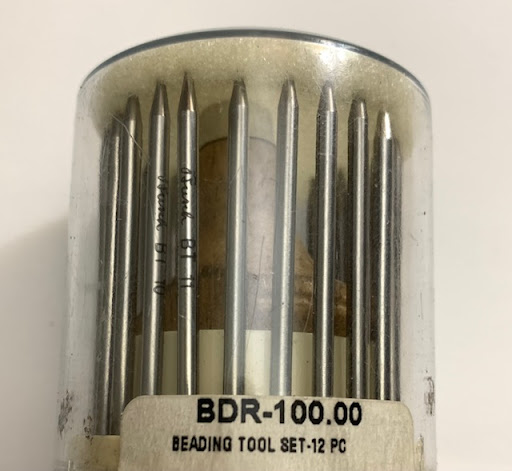 BT 11
BT 10
BDR-100.00
BEADING TOOL SET-12 PC